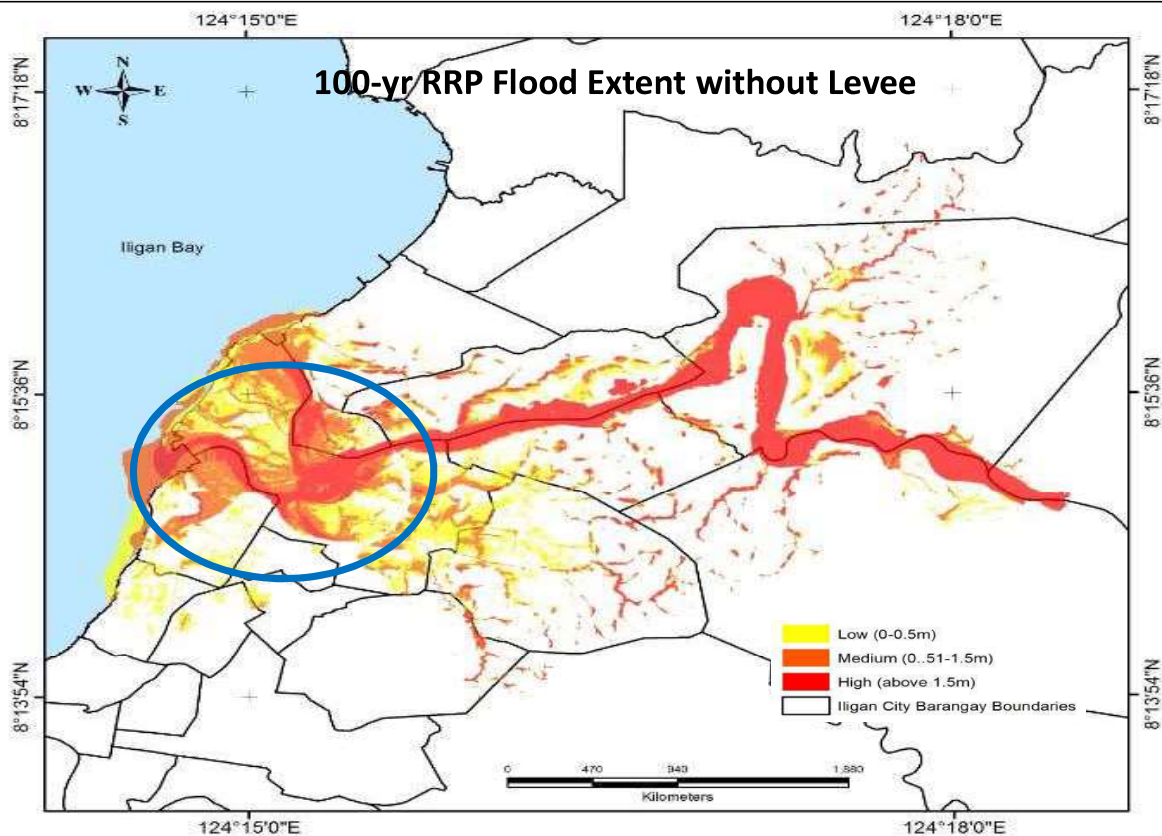 124°15'0"E
124°18'0"E
100-yr RRP Flood Extent without Levee
N
W E
S
8°17'18"N
8°17'18"N
Iligan Bay
8°15'36"N
8°15'36"N
Low (0-0.5m)
Medium (0..51-1.5m)
High (above 1.5m)
Iligan City Barangay Boundaries
8°13'54"N
8°13'54"N
0 470 940 1,880
Kilometers
124°15'0"E
124°18'0"E